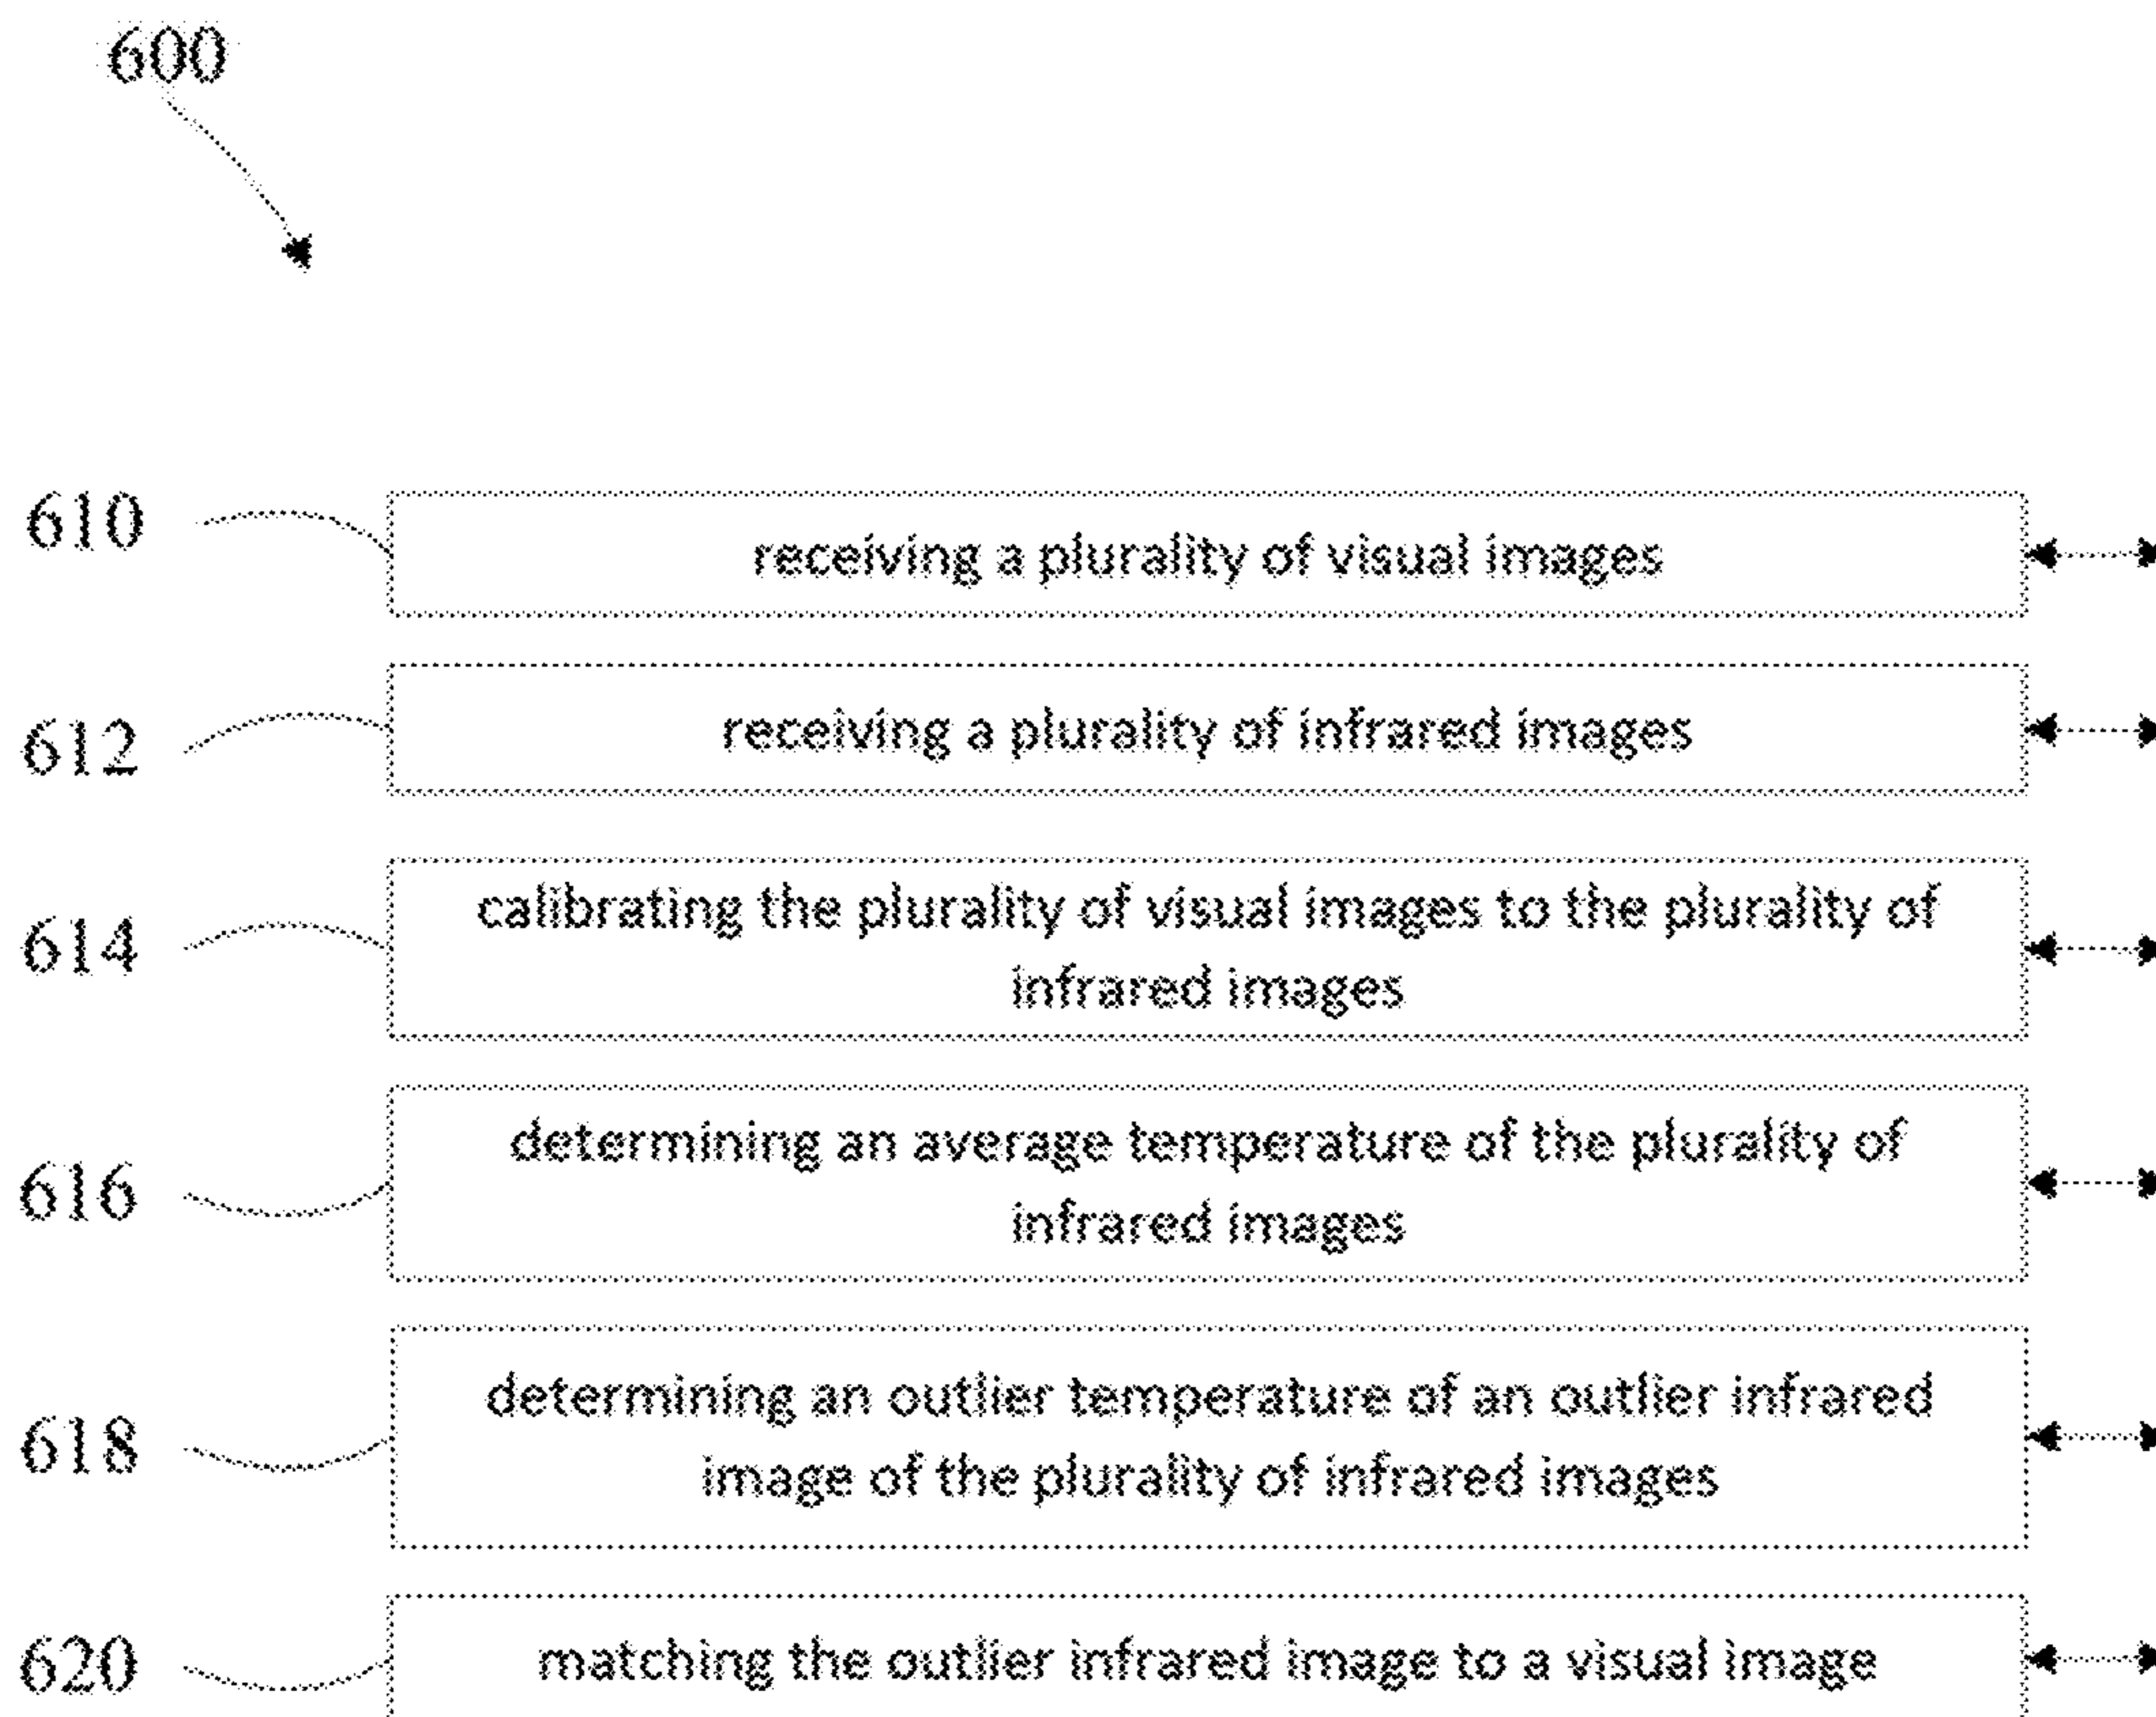 600
610
receiving a plurality of visual images
612
receiving a plurality of infrared images
614
calibrating the plurality of visual images to the plurality of
infrared images
616
determining an average temperature of the plurality of
infrared images
618
determining an outlier temperature of an outlier infrared
image of the plurality of infrared images
620
matching the outlier infrared image to a visual image